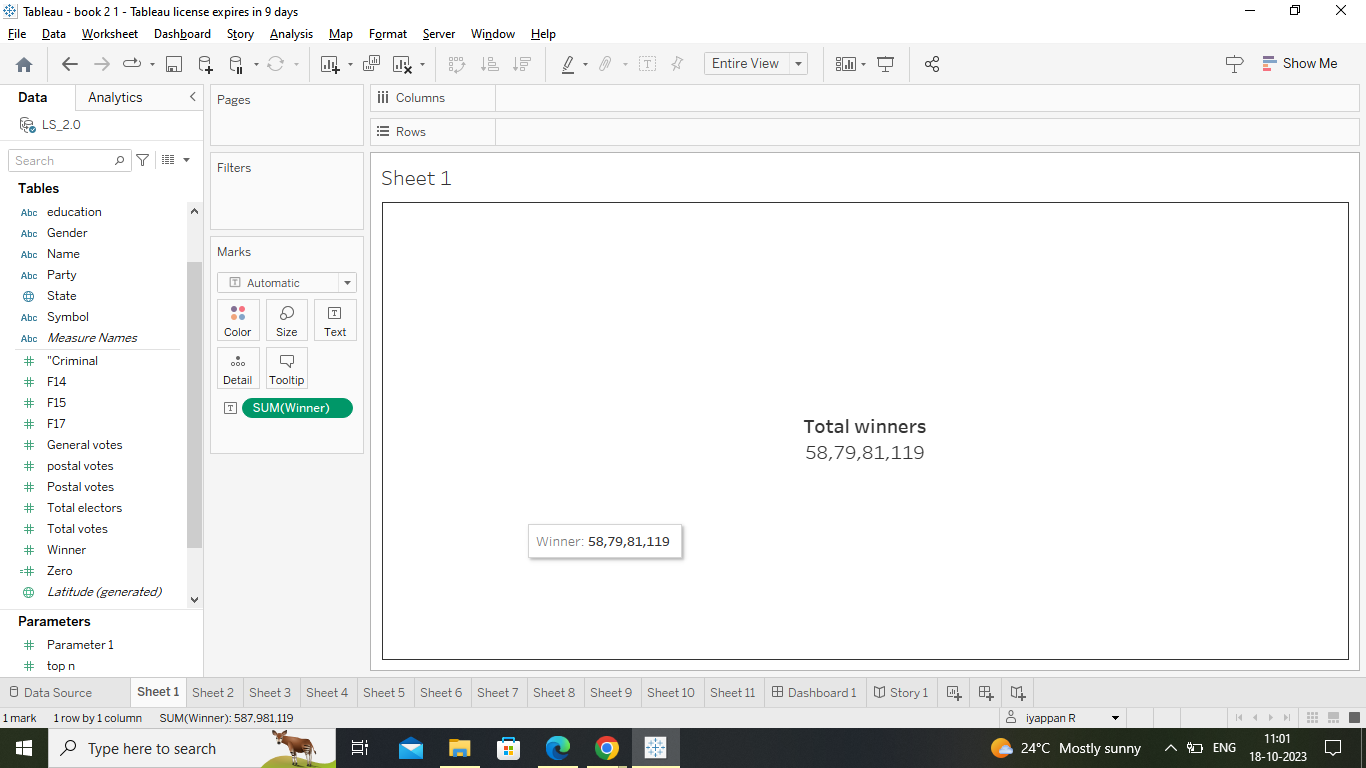 Tableau - book 2 1 - Tableau license expires in 9 days
File Data Worksheet Dashboard Story Analysis Map Format Server Window Help
Entire View
Show Me
Data Analytics
LS_2.0
Search
Tables
Abc education
Abc Gender
Abc Name
Abc Party
State
Abc Symbol
Abc Measure Names
# "Criminal
# F14
# F15
# F17
# General votes
# postal votes
# Postal votes
# Total electors
# Total votes
# Winner
=# Zero
Latitude (generated)
Parameters
# Parameter 1
# top n
Pages
Filters
Marks
Automatic
Color Size Text
Detail Tooltip
SUM(Winner)
Columns
Rows
Sheet 1
Total winners
58,79,81,119
Winner: 58,79,81,119
Data Source Sheet 1 Sheet 2 Sheet 3 Sheet 4 Sheet 5 Sheet 6 Sheet 7 Sheet 8 Sheet 9 Sheet 10 Sheet 11 Dashboard 1 Story 1
1 mark 1 row by 1 column SUM(Winner): 587,981,119 iyappan R
Type here to search
24°C Mostly sunny
ENG
11:01
18-10-2023